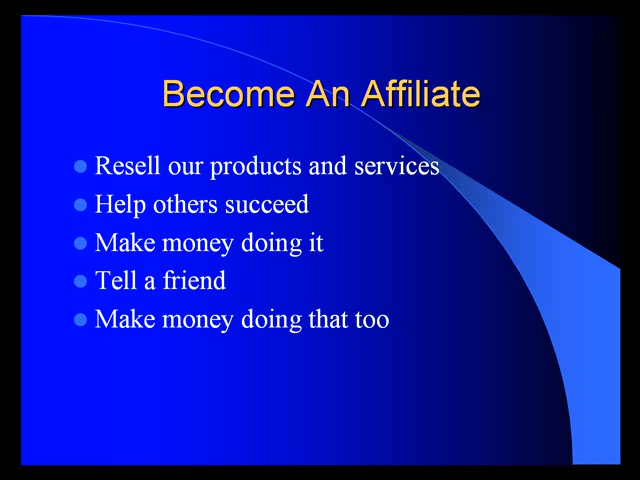 Become An Affiliate
Resell our products and services
Help others succeed
Make money doing it
Tell a friend
Make money doing that too